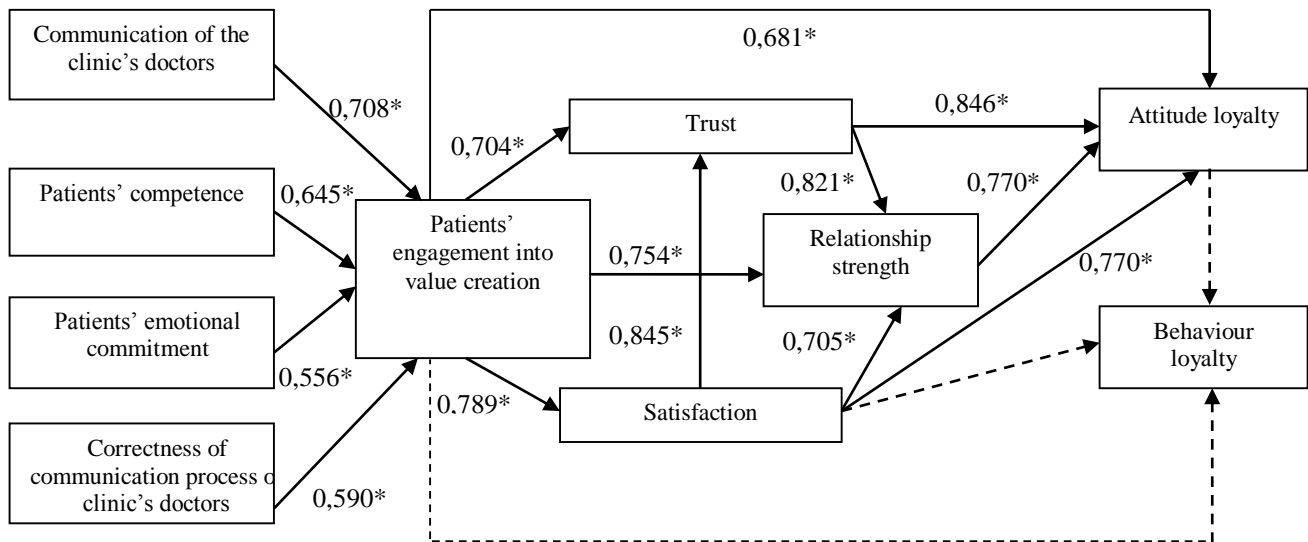 Communication of the
clinic's doctors
0,681*
0,708*
Trust
0,846*
Attitude loyalty
0,704*
Patients' competence
0,645*
0,821*
0,770*
Patients'
engagement into
value creation
0,754*
Relationship
strength
0,770*
Patients' emotional
commitment
0,556*
0,845*
0,705*
Behaviour
loyalty
0,789*
Satisfaction
Correctness of
communication process o
clinic's doctors
0,590*